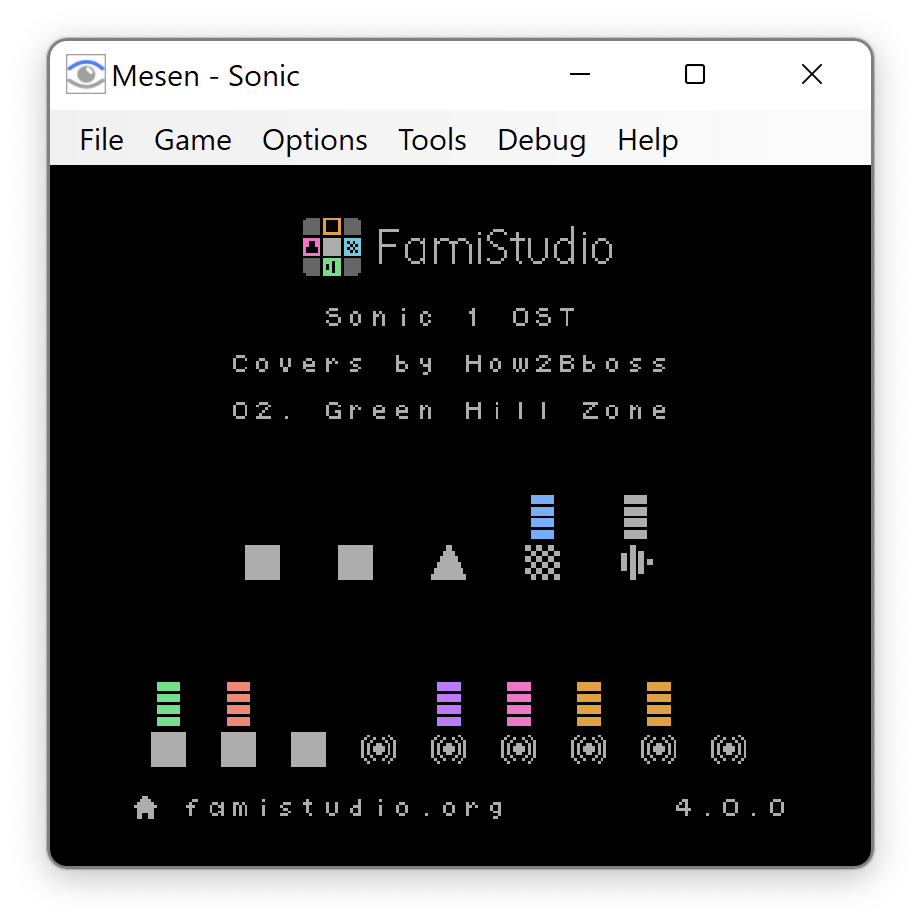 Mesen - Sonic
File Game Options Tools Debug Help
FamiStudio
Sonic 1 OST
Covers by How2Bboss
02. Green Hill Zone
famistudio.org 4.0.0